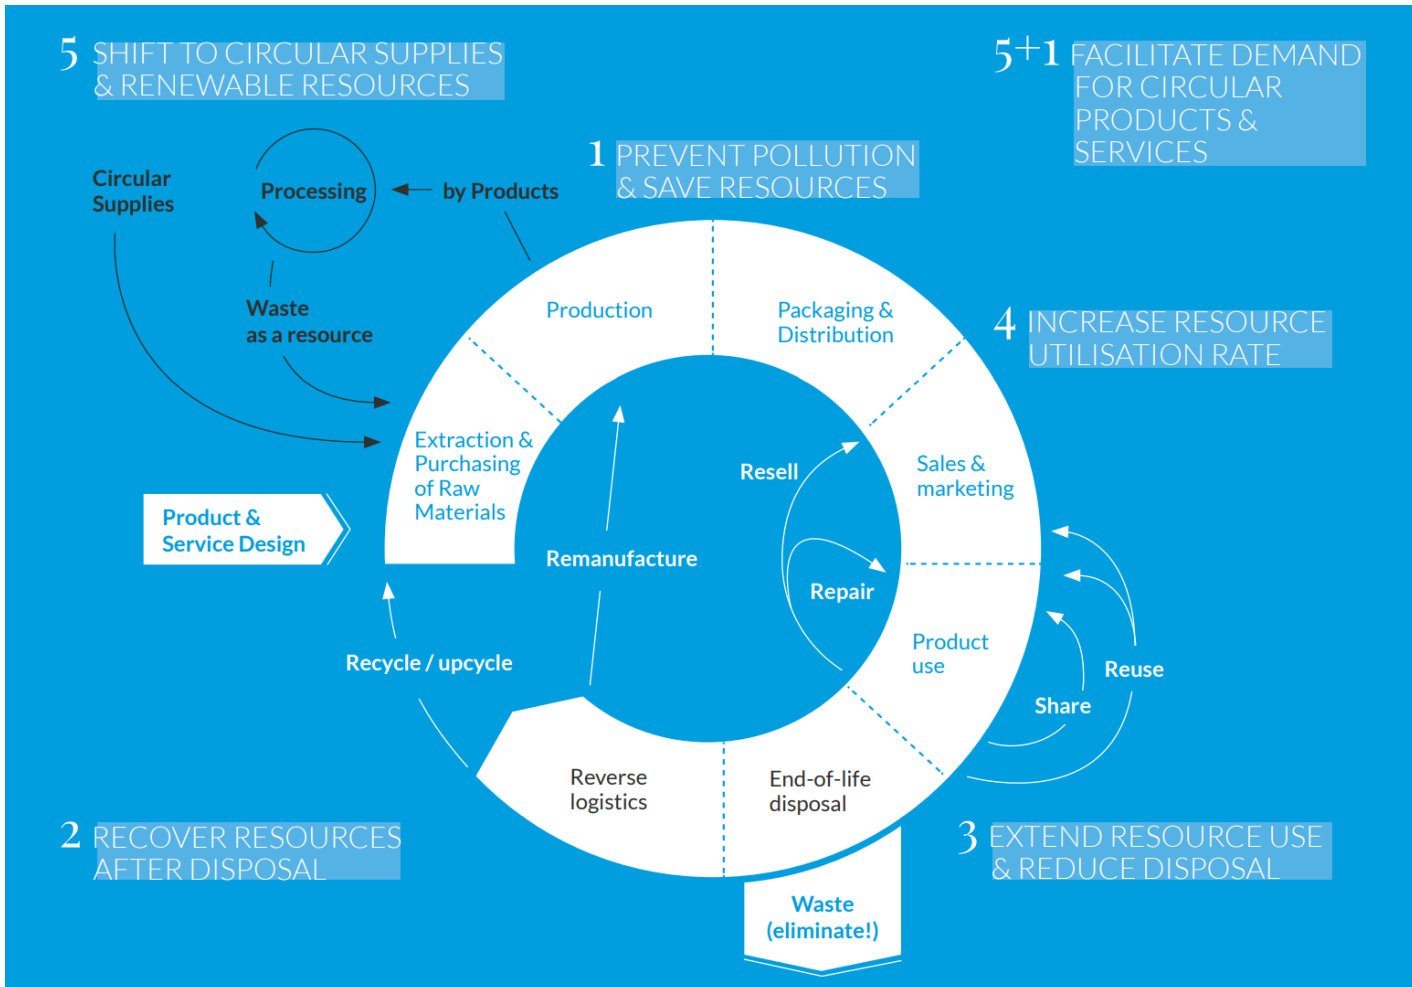 5 SHIFT TO CIRCULAR SUPPLIES
& RENEWABLE RESOURCES
5+1 FACILITATE DEMAND
FOR CIRCULAR
PRODUCTS &
SERVICES
1 PREVENT POLLUTION
& SAVE RESOURCES
Circular
Supplies
Processing
by Products
Waste
as a resource
Production
Packaging &
Distribution
4 INCREASE RESOURCE
UTILISATION RATE
Extraction &
Purchasing
of Raw
Materials
Resell
Sales &
marketing
Product &
Service Design
Remanufacture
Repair
Product
use
Recycle / upcycle
Reuse
Share
Reverse
logistics
End-of-life
disposal
2 RECOVER RESOURCES
AFTER DISPOSAL
3 EXTEND RESOURCE USE
& REDUCE DISPOSAL
Waste
(eliminate!)